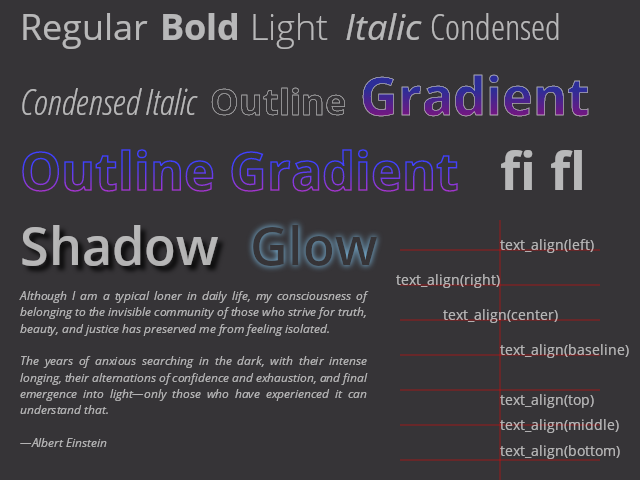 Regular Bold Light Italic Condensed
Condensed Italic Outline Gradient
Outline Gradient fi fl
Shadow Glow
Although I am a typical loner in daily life, my consciousness of
belonging to the invisible community of those who strive for truth,
beauty, and justice has preserved me from feeling isolated.
The years of anxious searching in the dark, with their intense
longing, their alternations of confidence and exhaustion, and final
emergence into light—only those who have experienced it can
understand that.
—Albert Einstein
text_align(left)
text_align(right)
text_align(center)
text_align(baseline)
text_align(top)
text_align(middle)
text_align(bottom)